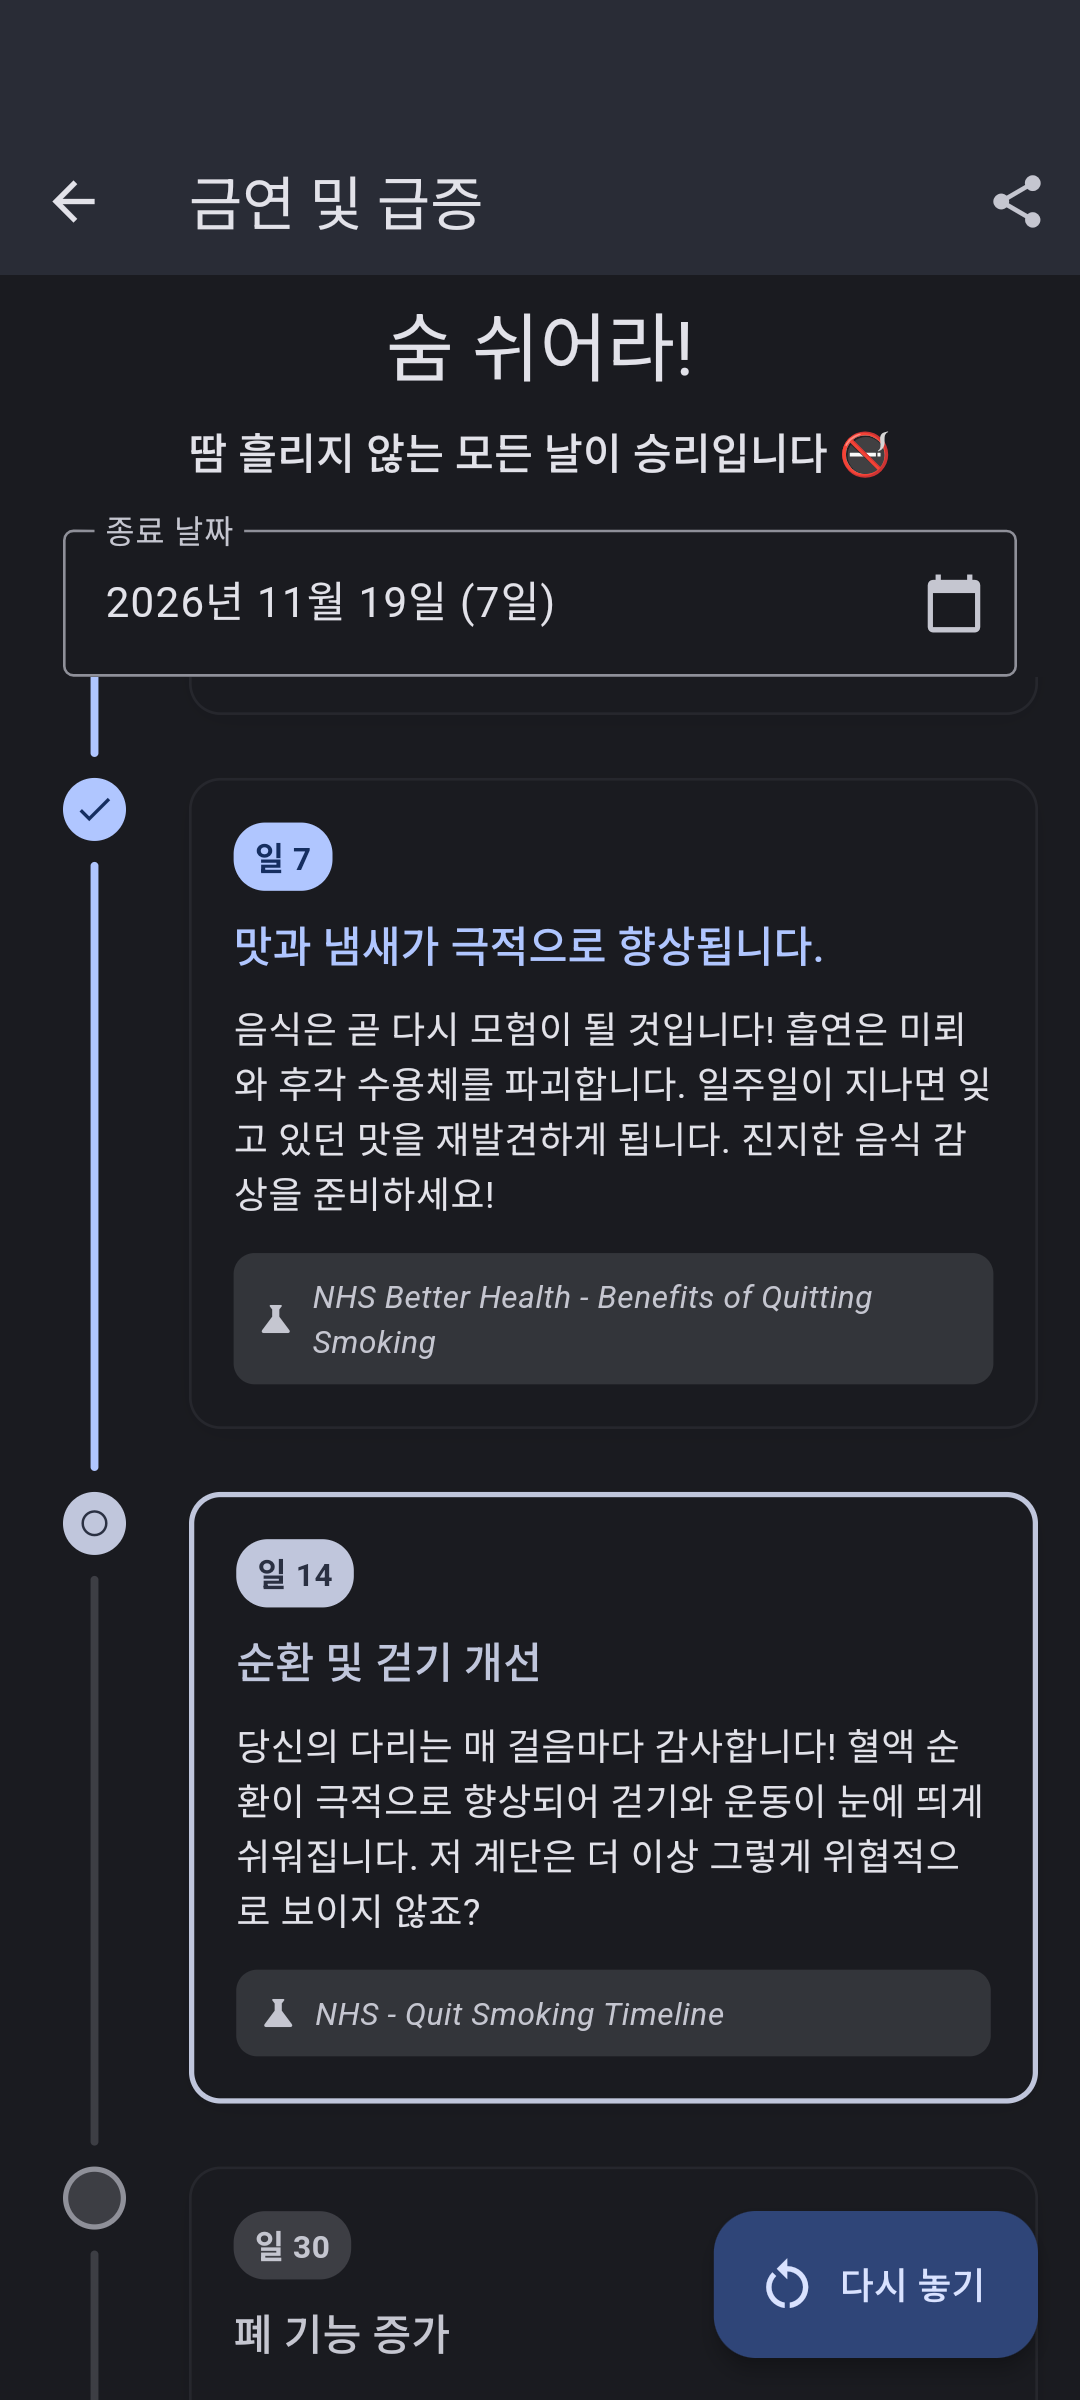 금연 및 급증
숨 쉬어라!
땀 흘리지 않는 모든 날이 승리입니다 🚭
종료 날짜
2026년 11월 19일 (7일)
일 7
맛과 냄새가 극적으로 향상됩니다.
음식은 곧 다시 모험이 될 것입니다! 흡연은 미뢰
와 후각 수용체를 파괴합니다. 일주일이 지나면 잊
고 있던 맛을 재발견하게 됩니다. 진지한 음식 감
상을 준비하세요!
NHS Better Health - Benefits of Quitting
Smoking
일 14
순환 및 걷기 개선
당신의 다리는 매 걸음마다 감사합니다! 혈액 순
환이 극적으로 향상되어 걷기와 운동이 눈에 띄게
쉬워집니다. 저 계단은 더 이상 그렇게 위협적으
로 보이지 않죠?
NHS - Quit Smoking Timeline
일 30
폐 기능 증가
다시 놓기